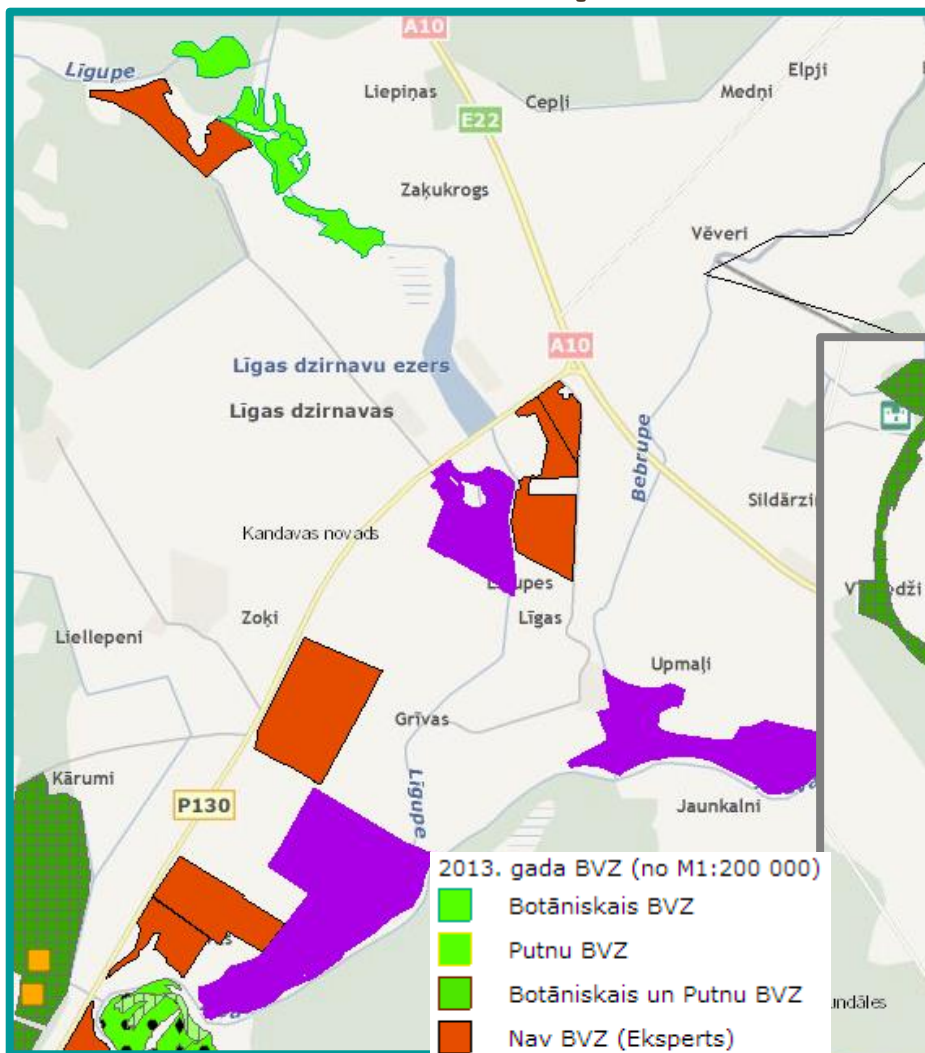 A10
Līgupe
Elpji
Liepiņas
Medņi
Cepļi
E22
Zaķukrogs
Vēveri
A10
Līgas dzirnavu ezers
Līgas dzirnavas
Bebrupe
Kandavas novads
Zoķi
Līgas
Liellepeni
Upmaļi
Grīvas
Līgupe
Kārumi
P130
Jaunkalni
2013. gada BVZ (no M1:200 000)
Botāniskais BVZ
Putnu BVZ
Botāniskais un Putnu BVZ
Nav BVZ (Eksperts)